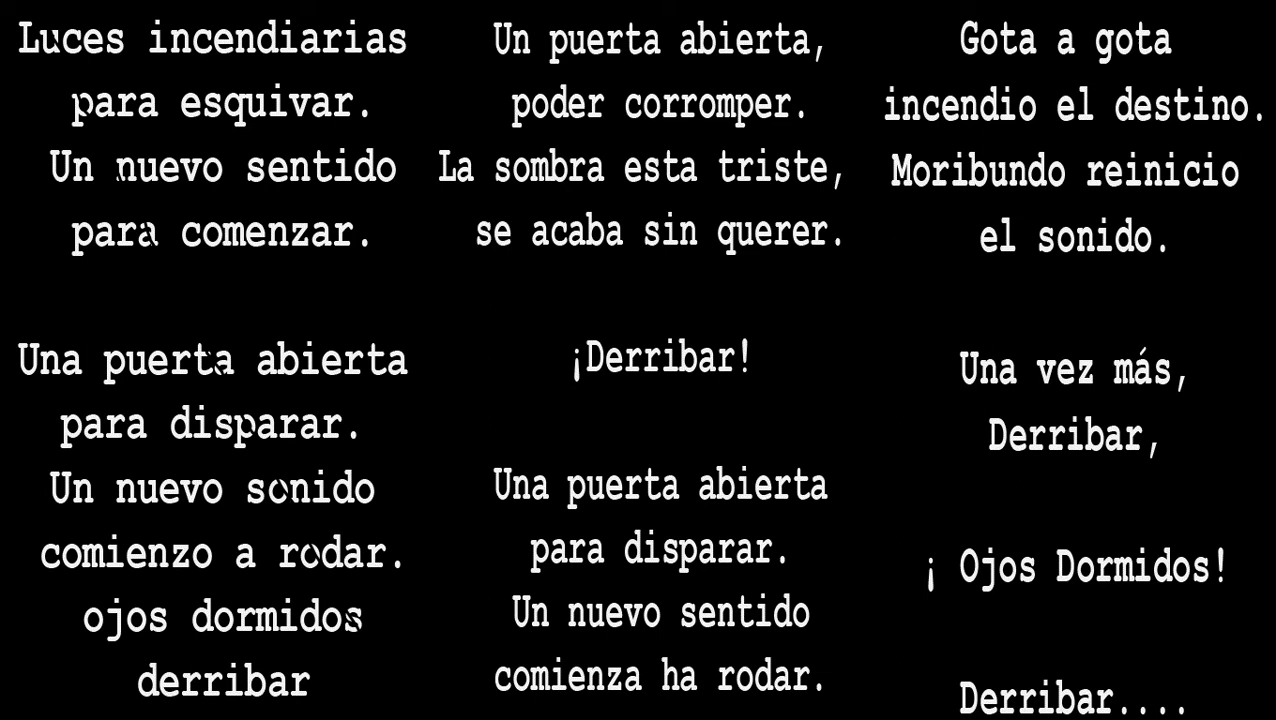 Luces incendiarias
para esquivar.
Un nuevo sentido
para comenzar.
Una puerta abierta
para disparar.
Un nuevo sonido
comienzo a rodar.
ojos dormidos
derribar
Un puerta abierta,
poder corromper.
La sombra esta triste,
se acaba sin querer.
¡Derribar!
Una puerta abierta
para disparar.
Un nuevo sentido
comienza ha rodar.
Gota a gota
incendio el destino.
Moribundo reinicio
el sonido.
Una vez más,
Derribar,
¡ Ojos Dormidos!
Derribar....